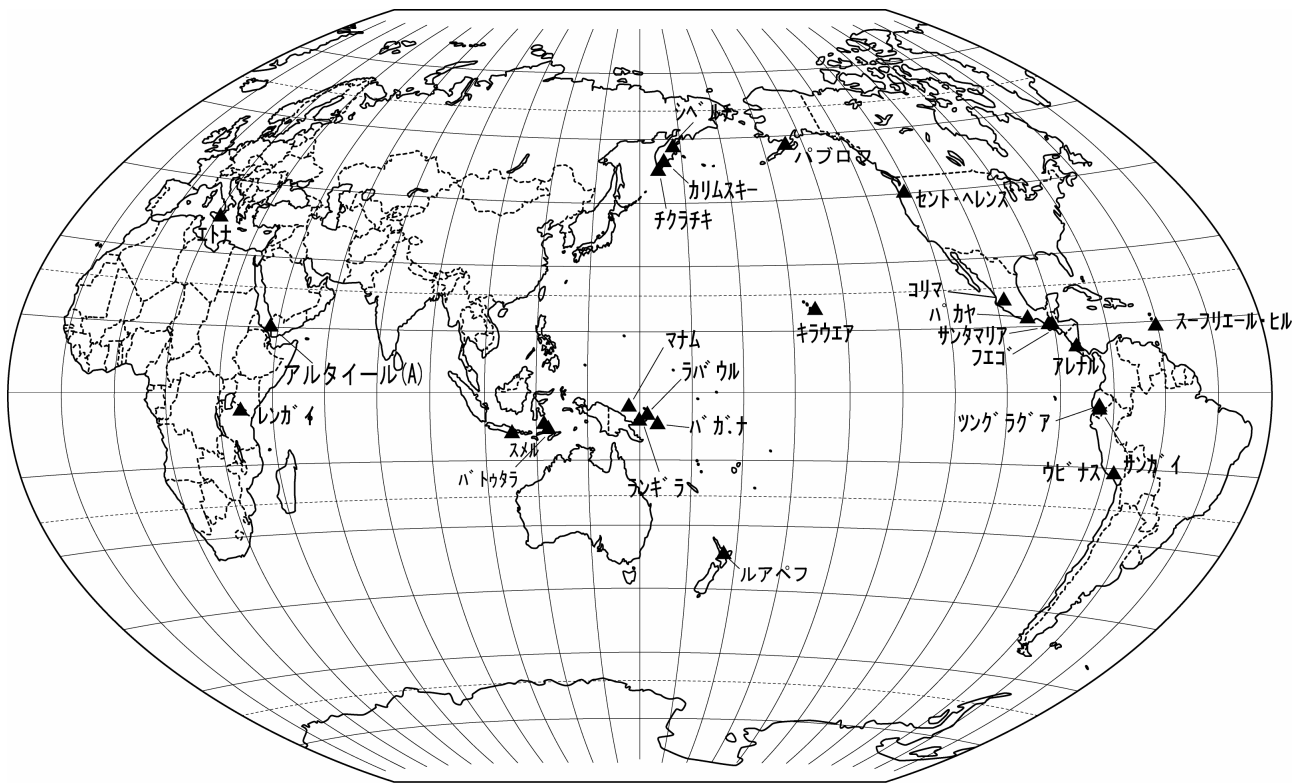 シベルチ
パブロフ
カリムスキー
セント・ヘレンズ
チクラチキ
エトナ
コリマ
パカヤ
スーフリエール・ヒル
サンタマリア
キラウエア
マナム
フエゴ
アレナル
・ラバウル
アルタイール(A)
レンガイ
バガナ
ツングラグア
スメル
ウビナス
サンガイ
バトゥタラ
ランギラ
ルアペフ